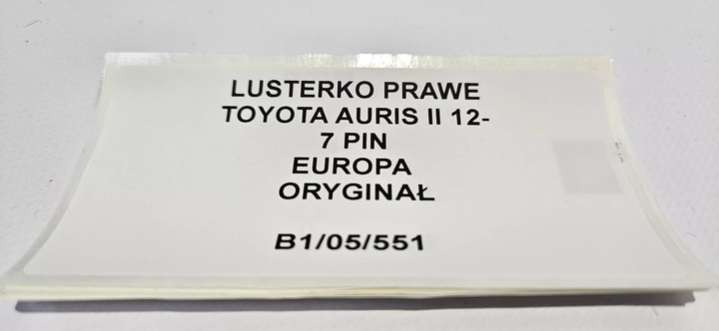 LUSTERKO PRAWE
TOYOTA AURIS II 12-
7 PIN
EUROPA
ORYGINAŁ
B1/05/551